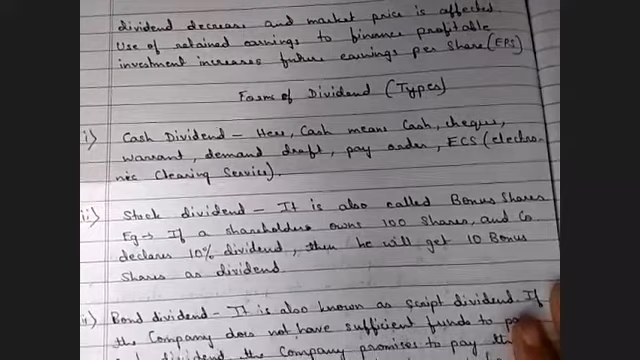 dividend decrease and market price is affected.
Use of retained earnings to finance profitable
investment increases future earnings per share (EPS)
Form of Dividend (Types)
i) Cash Dividend - Here, Cash means Cash, cheque,
warrant, demand draft, pay order, ECS (electro-
nic Clearing Service).
ii) Stock dividend - It is also called Bonus Shares
Eg → If a shareholder owns 100 Shares, and Co
declares 10% dividend, then he will get 10 Bonus
Shares as dividend.
ii) Bond dividend - It is also known as script dividend. If
the Company does not have sufficient funds to
dividend the Company promises to pay